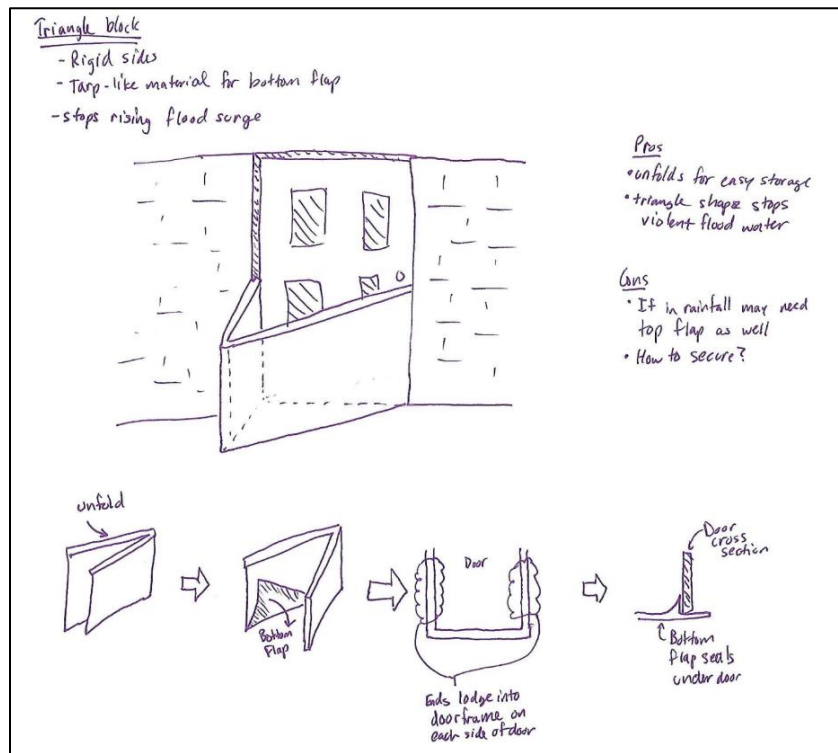 Triangle block
- Rigid sides
- Tarp-like material for bottom flap
- stops rising flood surge
Pros
• unfolds for easy storage
• triangle shape stops
violent flood water
Cons
• If in rainfall may need
top flap as well
• How to secure?
unfold
Bottom
Flap
Door
Ends lodge into
doorframe on
each side of door
Door
cross
section
Bottom
flap seals
under door